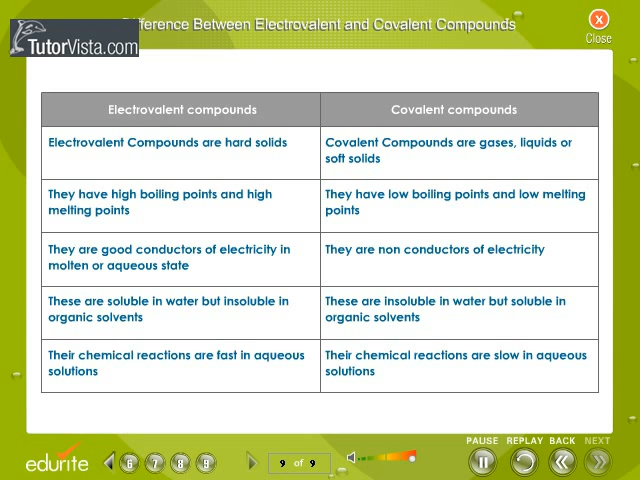 Difference Between Electrovalent and Covalent Compounds
TutorVista.com
Close
Electrovalent compounds
Covalent compounds
Electrovalent Compounds are hard solids
Covalent Compounds are gases, liquids or
soft solids
They have high boiling points and high
melting points
They have low boiling points and low melting
points
They are good conductors of electricity in
molten or aqueous state
They are non conductors of electricity
These are soluble in water but insoluble in
organic solvents
These are insoluble in water but soluble in
organic solvents
Their chemical reactions are fast in aqueous
solutions
Their chemical reactions are slow in aqueous
solutions
PAUSE REPLAY BACK NEXT
edurite
6 7 8 9
9 of 9